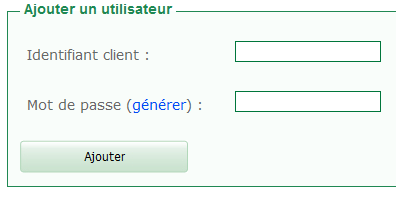 Ajouter un utilisateur
Identifiant client :
Mot de passe (générer) :
Ajouter